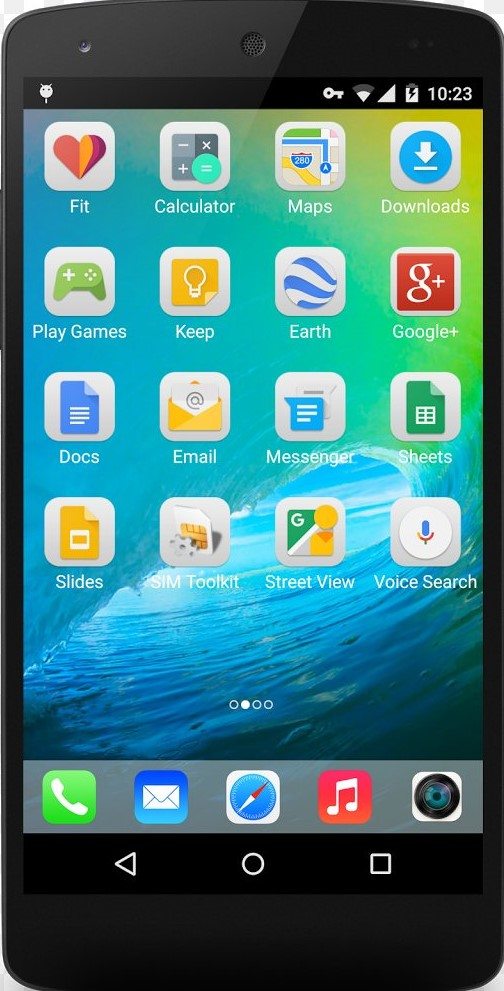 10:23
280
Fit Calculator Maps Downloads
g+
Play Games Keep Earth Google+
@
Docs Email Messenger Sheets
G
Slides SIM Toolkit Street View Voice Search